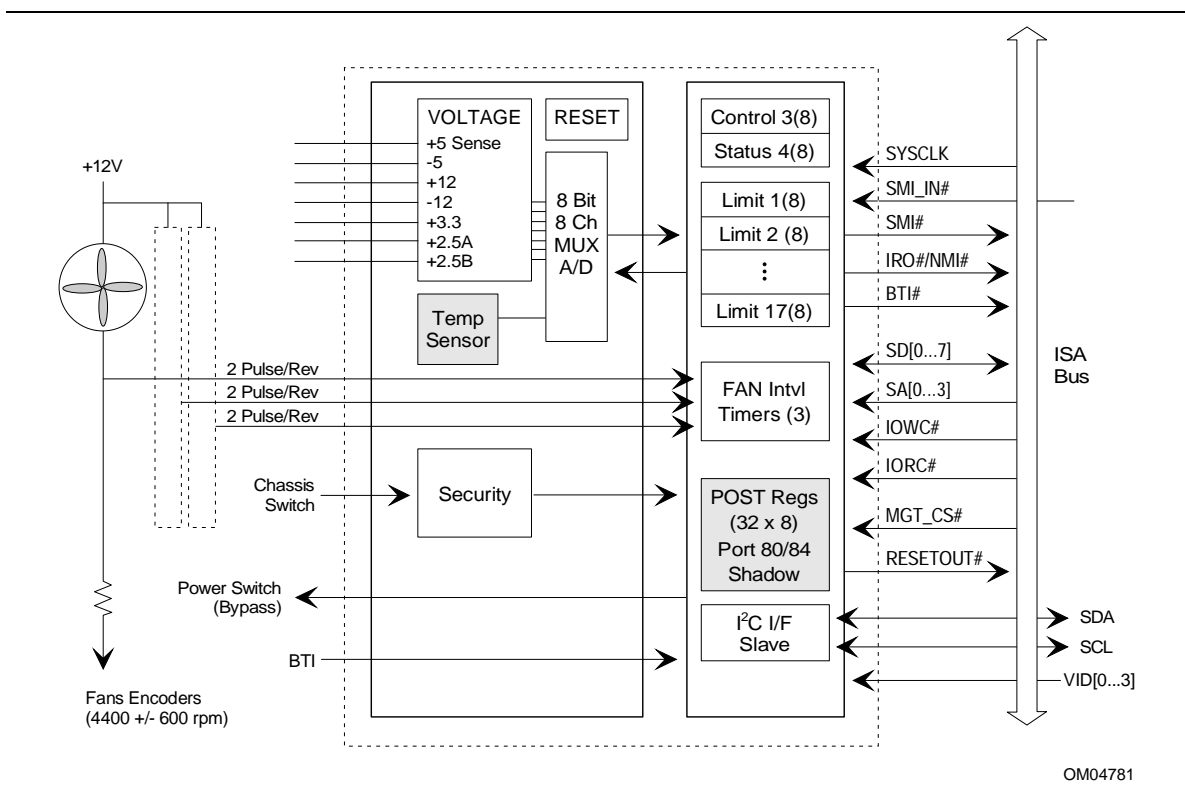 +12V
Fans Encoders
(4400 +/- 600 rpm)
VOLTAGE
+5 Sense
-5
+12
-12
+3.3
+2.5A
+2.5B
RESET
8 Bit
8 Ch
MUX
A/D
Temp
Sensor
2 Pulse/Rev
2 Pulse/Rev
2 Pulse/Rev
Chassis
Switch
Security
Power Switch
(Bypass)
BTI
Control 3(8)
Status 4(8)
Limit 1(8)
Limit 2 (8)
⋮
Limit 17(8)
FAN Intvl
Timers (3)
POST Regs
(32 x 8)
Port 80/84
Shadow
I²C I/F
Slave
SYSCLK
SMI_IN#
SMI#
IRO#/NMI#
BTI#
SD[0...7]
SA[0...3]
IOWC#
IORC#
MGT_CS#
RESETOUT#
ISA
Bus
SDA
SCL
VID[0...3]
OM04781